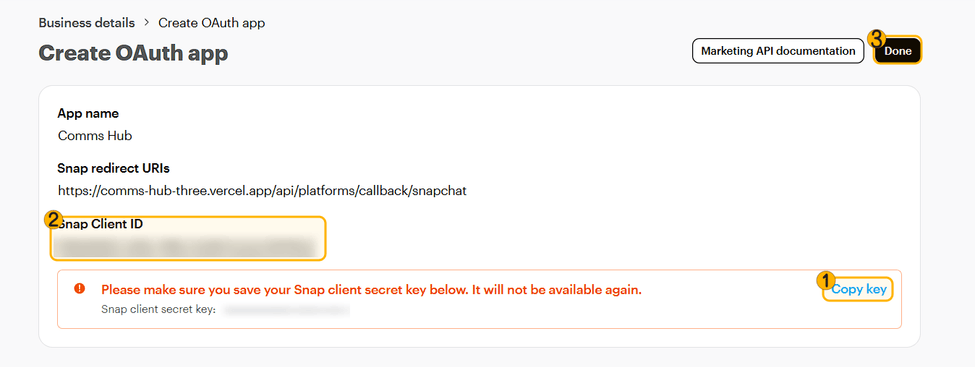 Business details > Create OAuth app
Create OAuth app
Marketing API documentation
3
Done
App name
Comms Hub
Snap redirect URIs
https://comms-hub-three.vercel.app/api/platforms/callback/snapchat
2
Snap Client ID
Please make sure you save your Snap client secret key below. It will not be available again.
1
Copy key
Snap client secret key: